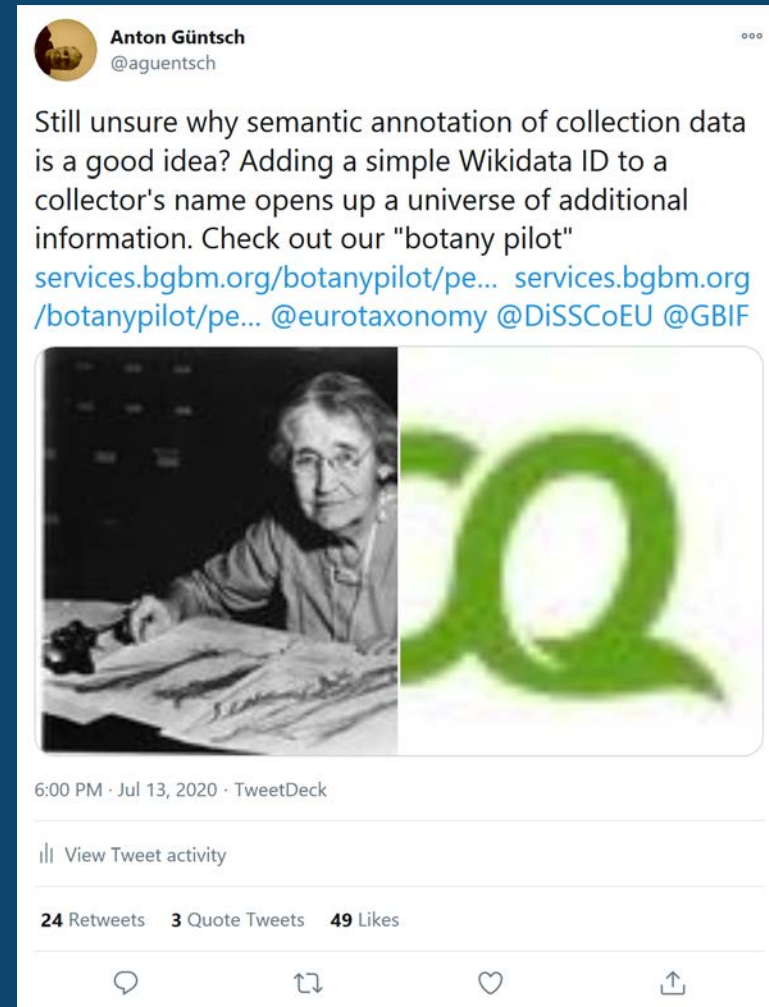 Anton Güntsch
@aguentsch
Still unsure why semantic annotation of collection data
is a good idea? Adding a simple Wikidata ID to a
collector's name opens up a universe of additional
information. Check out our "botany pilot"
services.bgbm.org/botanypilot/pe... services.bgbm.org
/botanypilot/pe... @eurotaxonomy @DiSSCoEU @GBIF
6:00 PM · Jul 13, 2020 · TweetDeck
View Tweet activity
24 Retweets 3 Quote Tweets 49 Likes